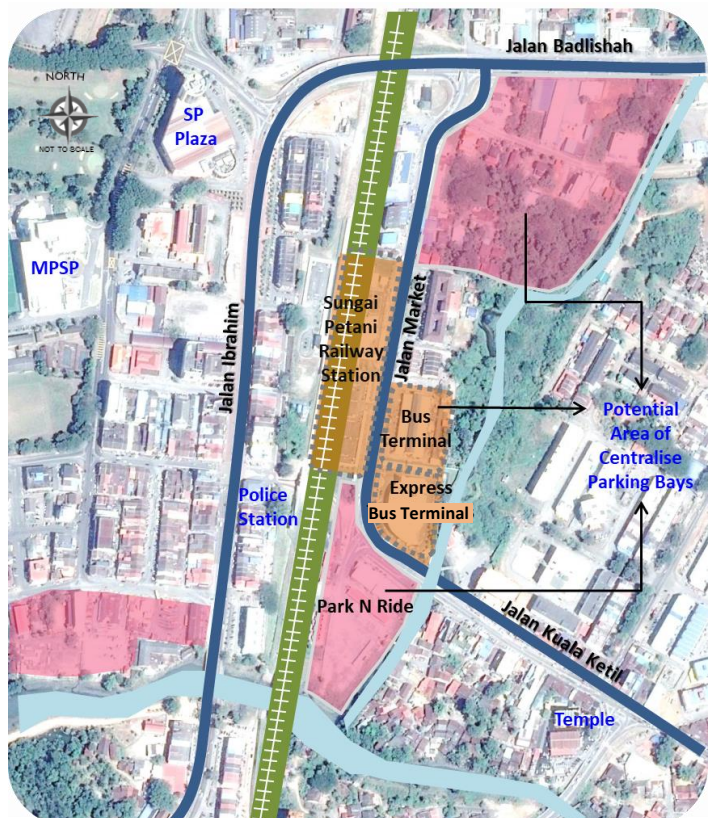 Jalan Badlishah
NORTH
NOT TO SCALE
SP
Plaza
MPSP
Sungai
Petani
Railway
Station
Jalan Market
Jalan Ibrahim
Bus
Terminal
Potential
Area of
Centralise
Parking Bays
Express
Bus Terminal
Police
Station
Park N Ride
Jalan Kuala Ketil
Temple